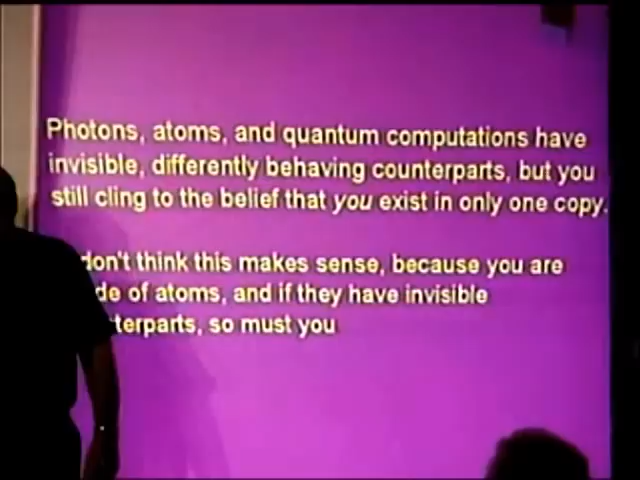 Photons, atoms, and quantum computations have
invisible, differently behaving counterparts, but you
still cling to the belief that you exist in only one copy.
don't think this makes sense, because you are
de of atoms, and if they have invisible
terparts, so must you